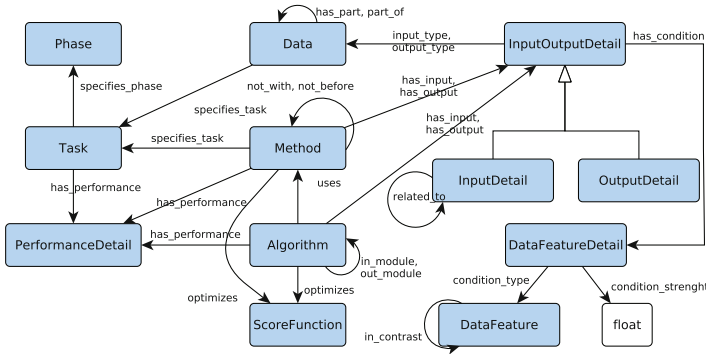 has_part, part_of
Phase
Data
input_type,
output_type
InputOutputDetail
has_condition
specifies_phase
not_with, not_before
has_input,
has_output
specifies_task
has_input,
has_output
Task
specifies_task
Method
has_performance
uses
InputDetail
OutputDetail
related_to
has_performance
has_performance
PerformanceDetail
Algorithm
DataFeatureDetail
in_module,
out_module
optimizes
optimizes
condition_type
condition_strenght
ScoreFunction
in_contrast
DataFeature
float